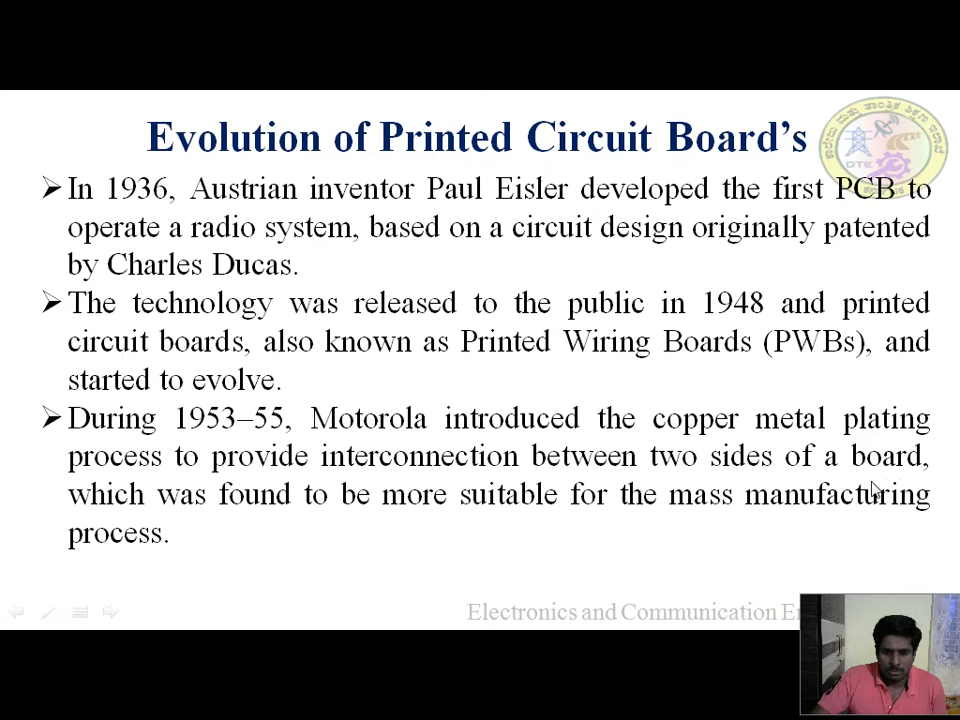 Evolution of Printed Circuit Board's
➢ In 1936, Austrian inventor Paul Eisler developed the first PCB to
operate a radio system, based on a circuit design originally patented
by Charles Ducas.
➢ The technology was released to the public in 1948 and printed
circuit boards, also known as Printed Wiring Boards (PWBs), and
started to evolve.
➢ During 1953–55, Motorola introduced the copper metal plating
process to provide interconnection between two sides of a board,
which was found to be more suitable for the mass manufacturing
process.
DTE
Electronics and Communication